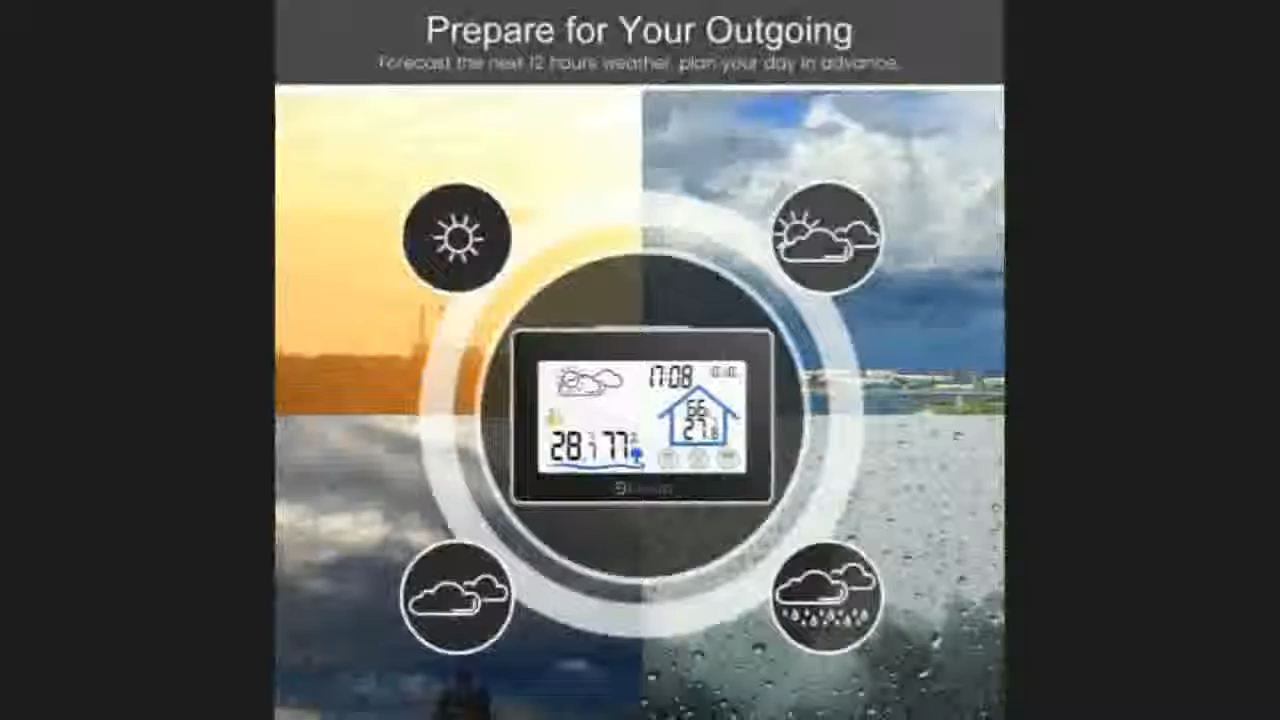 Prepare for Your Outgoing
Forecast the next 12 hours weather, plan your day in advance.
17:08
66
27.8
28.1 77